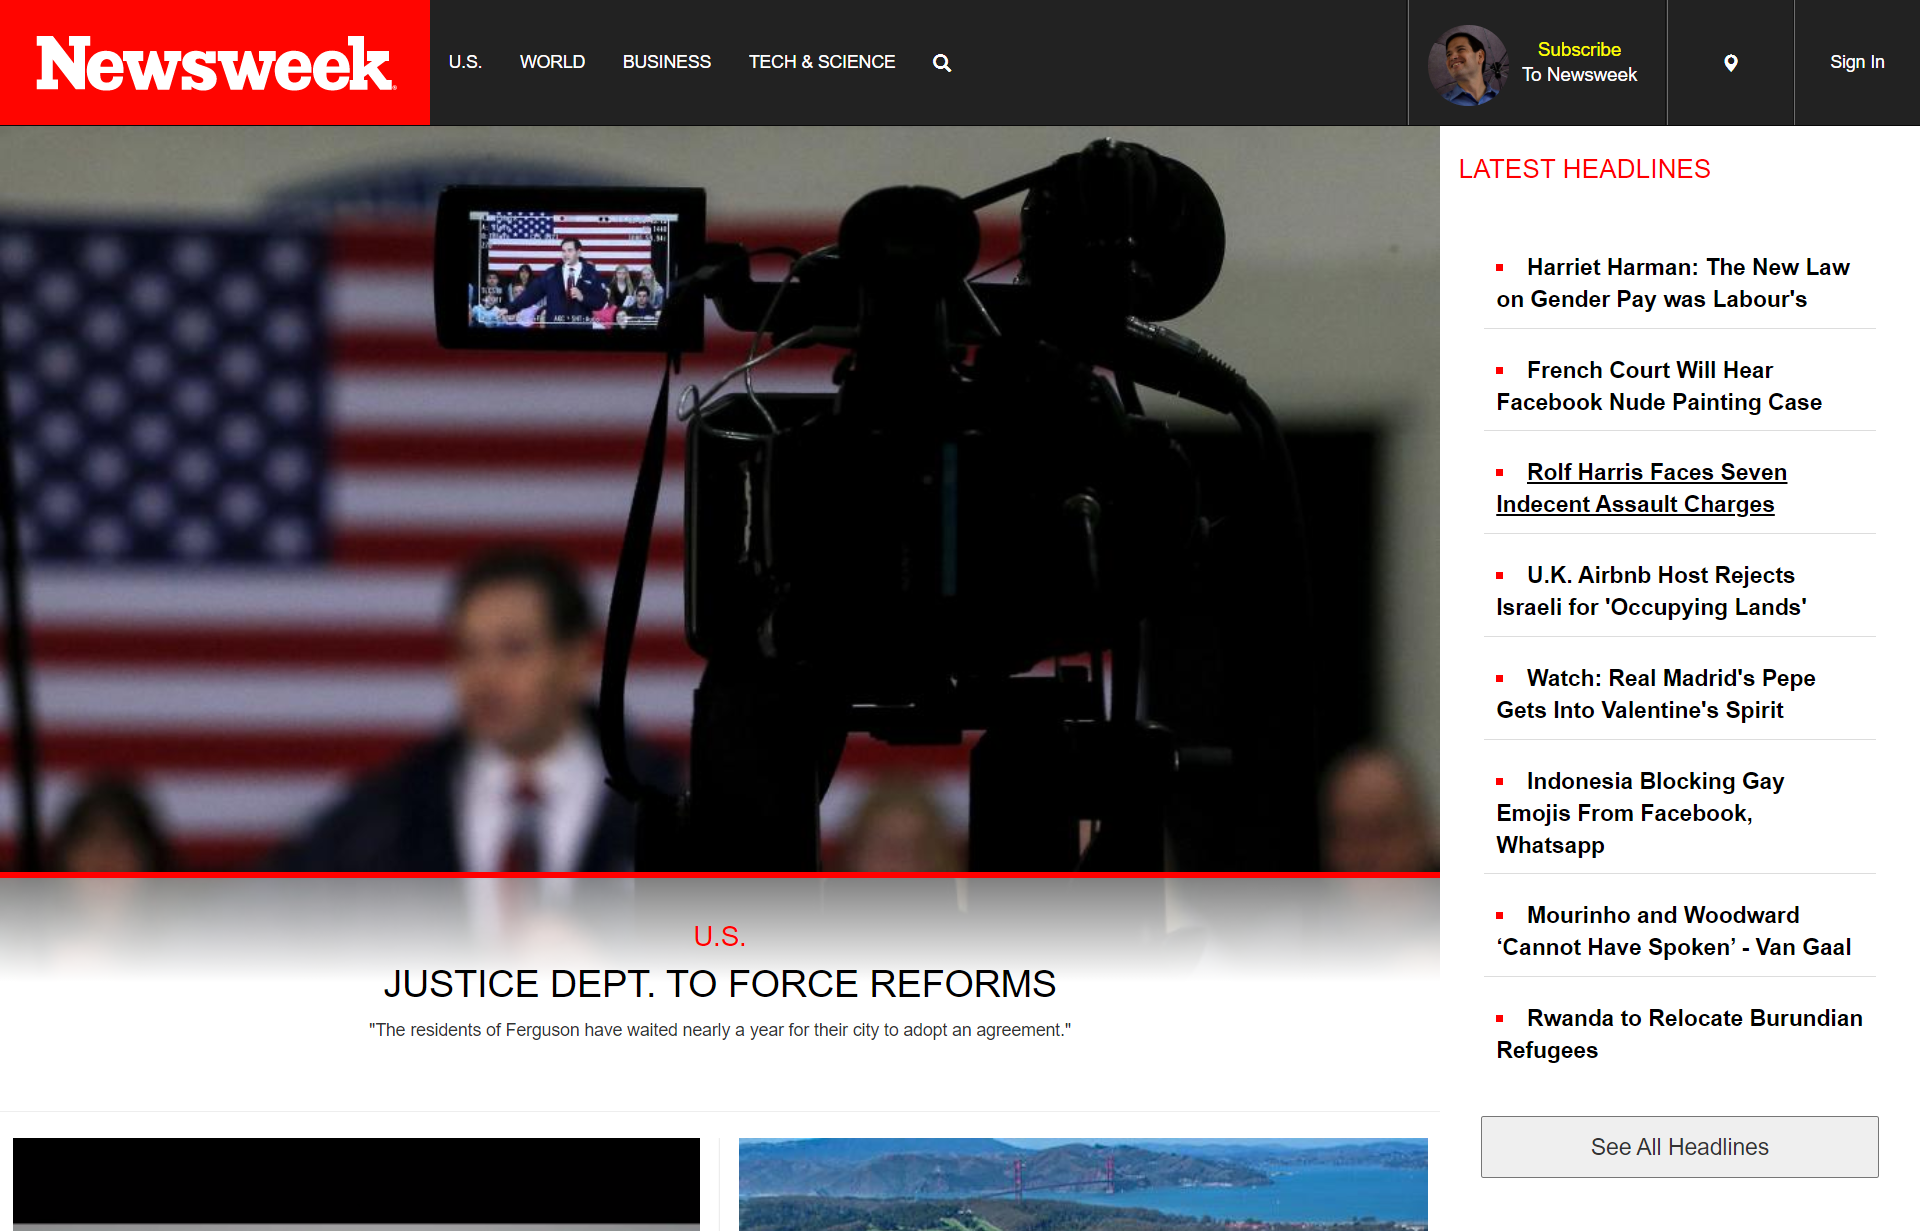 Newsweek
U.S.
WORLD
BUSINESS
TECH & SCIENCE
Subscribe
To Newsweek
Sign In
LATEST HEADLINES
Harriet Harman: The New Law
on Gender Pay was Labour's
French Court Will Hear
Facebook Nude Painting Case
Rolf Harris Faces Seven
Indecent Assault Charges
U.K. Airbnb Host Rejects
Israeli for 'Occupying Lands'
Watch: Real Madrid's Pepe
Gets Into Valentine's Spirit
Indonesia Blocking Gay
Emojis From Facebook,
Whatsapp
Mourinho and Woodward
‘Cannot Have Spoken’ - Van Gaal
Rwanda to Relocate Burundian
Refugees
See All Headlines
U.S.
JUSTICE DEPT. TO FORCE REFORMS
"The residents of Ferguson have waited nearly a year for their city to adopt an agreement."